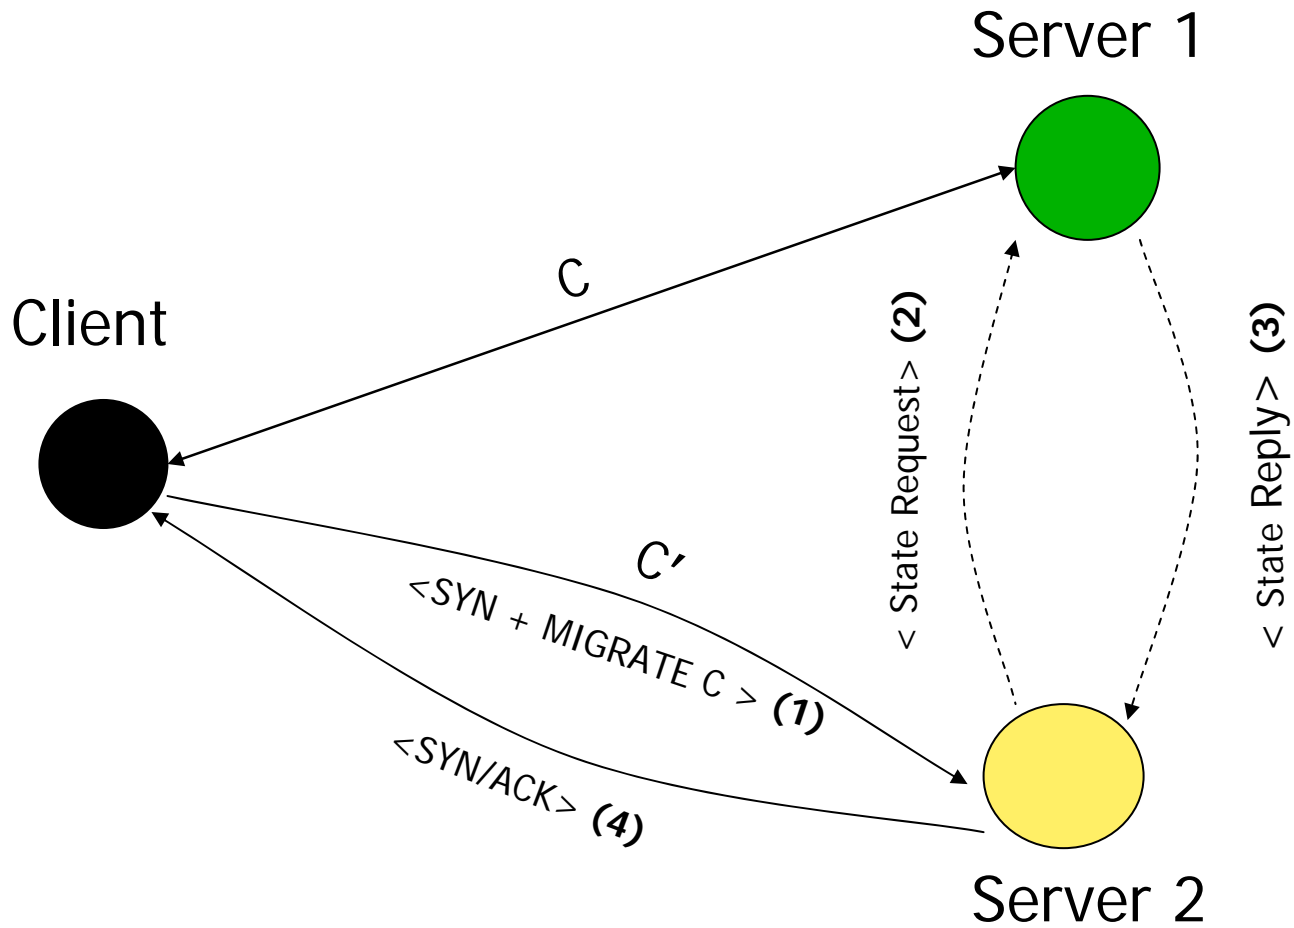 Server 1
C
Client
< State Request> (2)
< State Reply> (3)
C'
<SYN + MIGRATE C > (1)
<SYN/ACK> (4)
Server 2